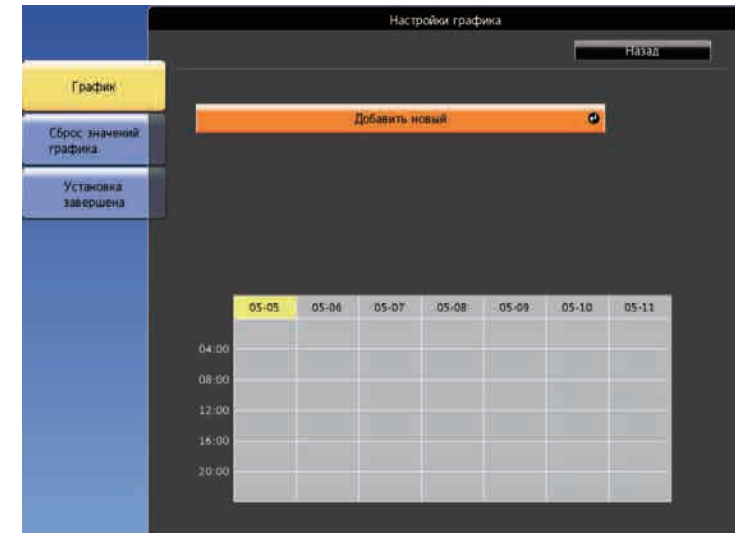 Настройки графика
Назад
График
Добавить новый
Сброс значений
графика
Установка
завершена
05-05 05-06 05-07 05-08 05-09 05-10 05-11
04:00
08:00
12:00
16:00
20:00